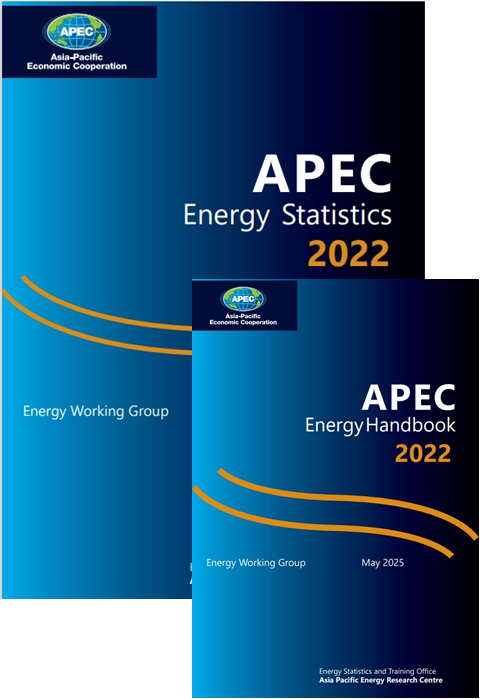 APEC
Asia-Pacific
Economic Cooperation
APEC
Energy Statistics
2022
Energy Working Group
APEC
Asia-Pacific
Economic Cooperation
APEC
Energy Handbook
2022
Energy Working Group May 2025
Energy Statistics and Training Office
Asia Pacific Energy Research Centre